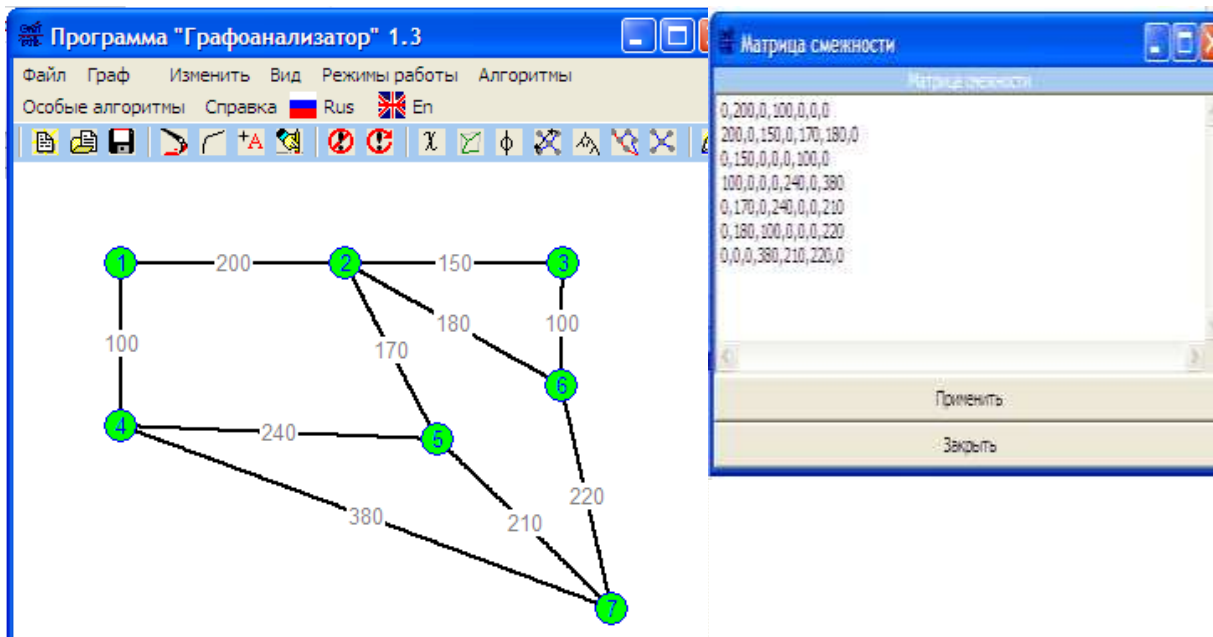 Программа "Графоанализатор" 1.3
Файл Граф Изменить Вид Режимы работы Алгоритмы
Особые алгоритмы Справка Rus En
+A χ ϕ
1 200 2 150 3
100 180 100
170
6
4 240 5
220
380 210
7
Матрица смежности
Матрица смежности
0,200,0,100,0,0,0
200,0,150,0,170,180,0
0,150,0,0,0,100,0
100,0,0,0,240,0,380
0,170,0,240,0,0,210
0,180,100,0,0,0,220
0,0,0,380,210,220,0
Применить
Закрыть